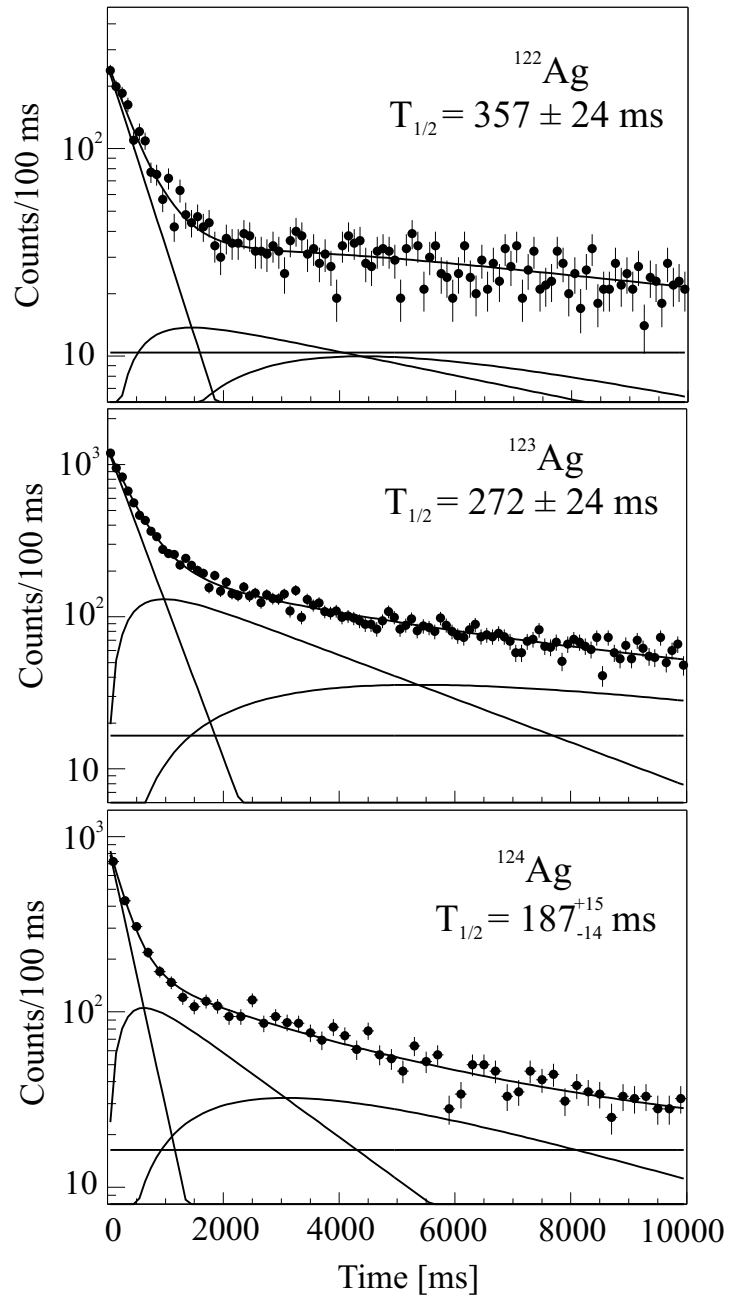 Counts/100 ms
10²
10
¹²²Ag
T₁/₂ = 357 ± 24 ms
Counts/100 ms
10³
10²
10
¹²³Ag
T₁/₂ = 272 ± 24 ms
Counts/100 ms
10³
10²
10
¹²⁴Ag
T₁/₂ = 187 +15 -14 ms
0 2000 4000 6000 8000 10000
Time [ms]